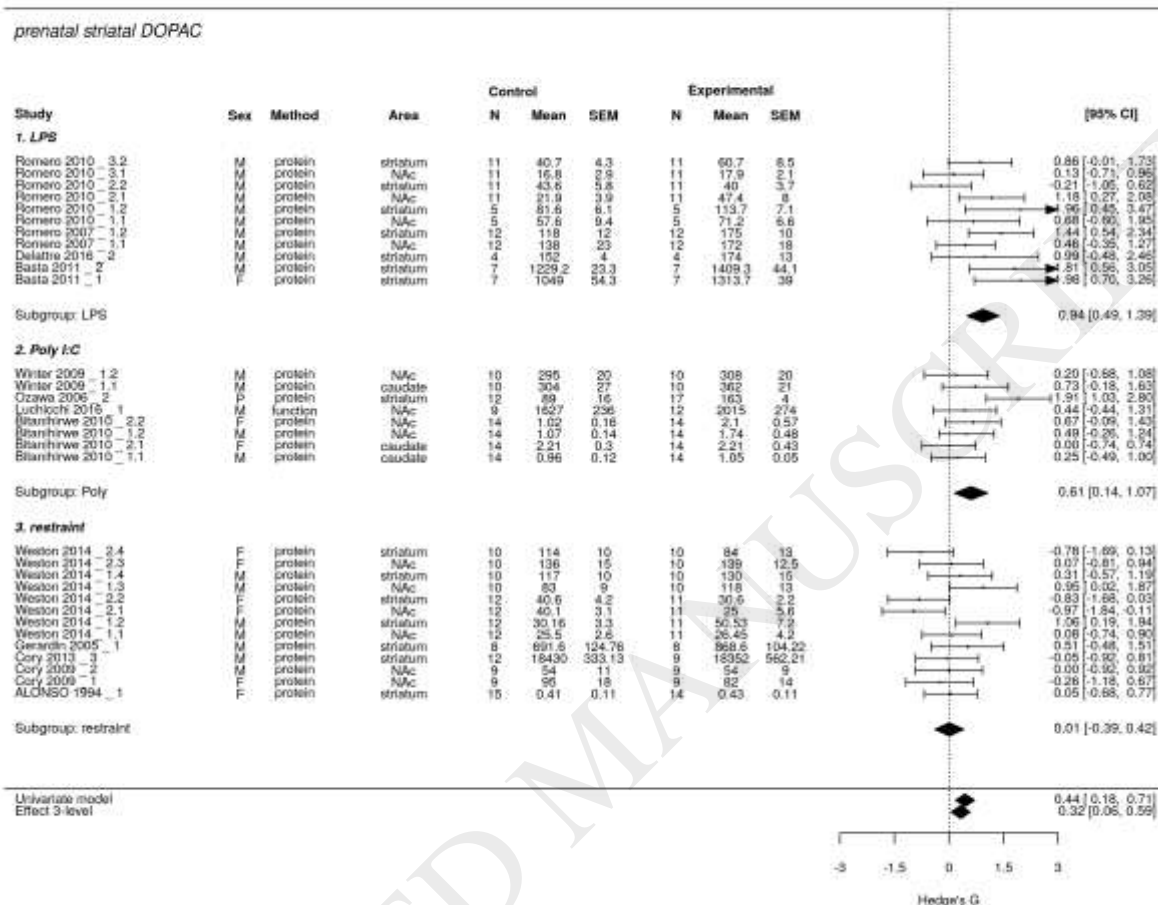 prenatal striatal DOPAC
Control Experimental
Study Sex Method Area N Mean SEM N Mean SEM [95% CI]
1. LPS
Romero 2010 _ 3.2 M protein striatum 11 40.7 4.3 11 60.7 8.5 0.86 [-0.01, 1.73]
Romero 2010 _ 3.1 M protein NAc 11 16.8 2.9 11 17.9 2.1 0.13 [-0.71, 0.96]
Romero 2010 _ 2.2 M protein striatum 11 43.6 5.8 11 40 3.7 -0.21 [-1.05, 0.62]
Romero 2010 _ 2.1 M protein NAc 11 21.9 3.9 11 47.4 8 1.18 [0.27, 2.08]
Romero 2010 _ 1.2 M protein striatum 5 81.6 6.1 5 113.7 7.1 1.96 [0.45, 3.47]
Romero 2010 _ 1.1 M protein NAc 5 57.6 9.4 5 71.2 6.6 0.68 [-0.60, 1.95]
Romero 2007 _ 1.2 M protein striatum 12 118 12 12 175 10 1.44 [0.54, 2.34]
Romero 2007 _ 1.1 M protein NAc 12 138 23 12 172 18 0.46 [-0.35, 1.27]
Delattre 2016 _ 2 M protein striatum 4 152 4 4 174 13 0.99 [-0.48, 2.46]
Basta 2011 _ 2 M protein striatum 7 1229.2 23.3 7 1409.3 44.1 1.81 [0.56, 3.05]
Basta 2011 _ 1 F protein striatum 7 1049 54.3 7 1313.7 39 1.98 [0.70, 3.26]
Subgroup: LPS 0.94 [0.49, 1.39]
2. Poly I:C
Winter 2009 _ 1.2 M protein NAc 10 295 20 10 308 20 0.20 [-0.68, 1.08]
Winter 2009 _ 1.1 M protein caudate 10 304 27 10 362 21 0.73 [-0.18, 1.63]
Ozawa 2006 _ 2 P protein striatum 12 89 16 17 163 4 1.91 [1.03, 2.80]
Luchicchi 2016 _ 1 M function NAc 9 1627 236 12 2015 274 0.44 [-0.44, 1.31]
Bitanihirwe 2010 _ 2.2 F protein NAc 14 1.02 0.16 14 2.1 0.57 0.67 [-0.09, 1.43]
Bitanihirwe 2010 _ 1.2 M protein NAc 14 1.07 0.14 14 1.74 0.48 0.49 [-0.26, 1.24]
Bitanihirwe 2010 _ 2.1 F protein caudate 14 2.21 0.3 14 2.21 0.43 0.00 [-0.74, 0.74]
Bitanihirwe 2010 _ 1.1 M protein caudate 14 0.96 0.12 14 1.05 0.05 0.25 [-0.49, 1.00]
Subgroup: Poly 0.61 [0.14, 1.07]
3. restraint
Weston 2014 _ 2.4 F protein striatum 10 114 10 10 84 13 -0.78 [-1.69, 0.13]
Weston 2014 _ 2.3 F protein NAc 10 136 15 10 139 12.5 0.07 [-0.81, 0.94]
Weston 2014 _ 1.4 M protein striatum 10 117 10 10 130 15 0.31 [-0.57, 1.19]
Weston 2014 _ 1.3 M protein NAc 10 83 9 10 118 13 0.95 [0.02, 1.87]
Weston 2014 _ 2.2 F protein striatum 12 40.6 4.2 11 30.6 2.2 -0.83 [-1.68, 0.03]
Weston 2014 _ 2.1 F protein NAc 12 40.1 3.1 11 25 5.6 -0.97 [-1.84, -0.11]
Weston 2014 _ 1.2 M protein striatum 12 30.16 3.3 11 50.53 7.2 1.06 [0.19, 1.94]
Weston 2014 _ 1.1 M protein NAc 12 25.5 2.6 11 26.45 4.2 0.08 [-0.74, 0.90]
Gerardin 2005 _ 1 M protein striatum 8 691.6 124.76 8 868.6 104.22 0.51 [-0.48, 1.51]
Cory 2013 _ 3 M protein striatum 12 18430 333.13 9 18352 562.21 -0.05 [-0.92, 0.81]
Cory 2009 _ 2 M protein NAc 9 54 11 9 54 9 0.00 [-0.92, 0.92]
Cory 2009 _ 1 F protein NAc 9 95 18 9 82 14 -0.26 [-1.18, 0.67]
ALONSO 1994 _ 1 F protein striatum 15 0.41 0.11 14 0.43 0.11 0.05 [-0.68, 0.77]
Subgroup: restraint 0.01 [-0.39, 0.42]
Univariate model 0.44 [0.18, 0.71]
Effect 3-level 0.32 [0.06, 0.59]
-3 -1.5 0 1.5 3
Hedge's G
ED MANUSCRIPT